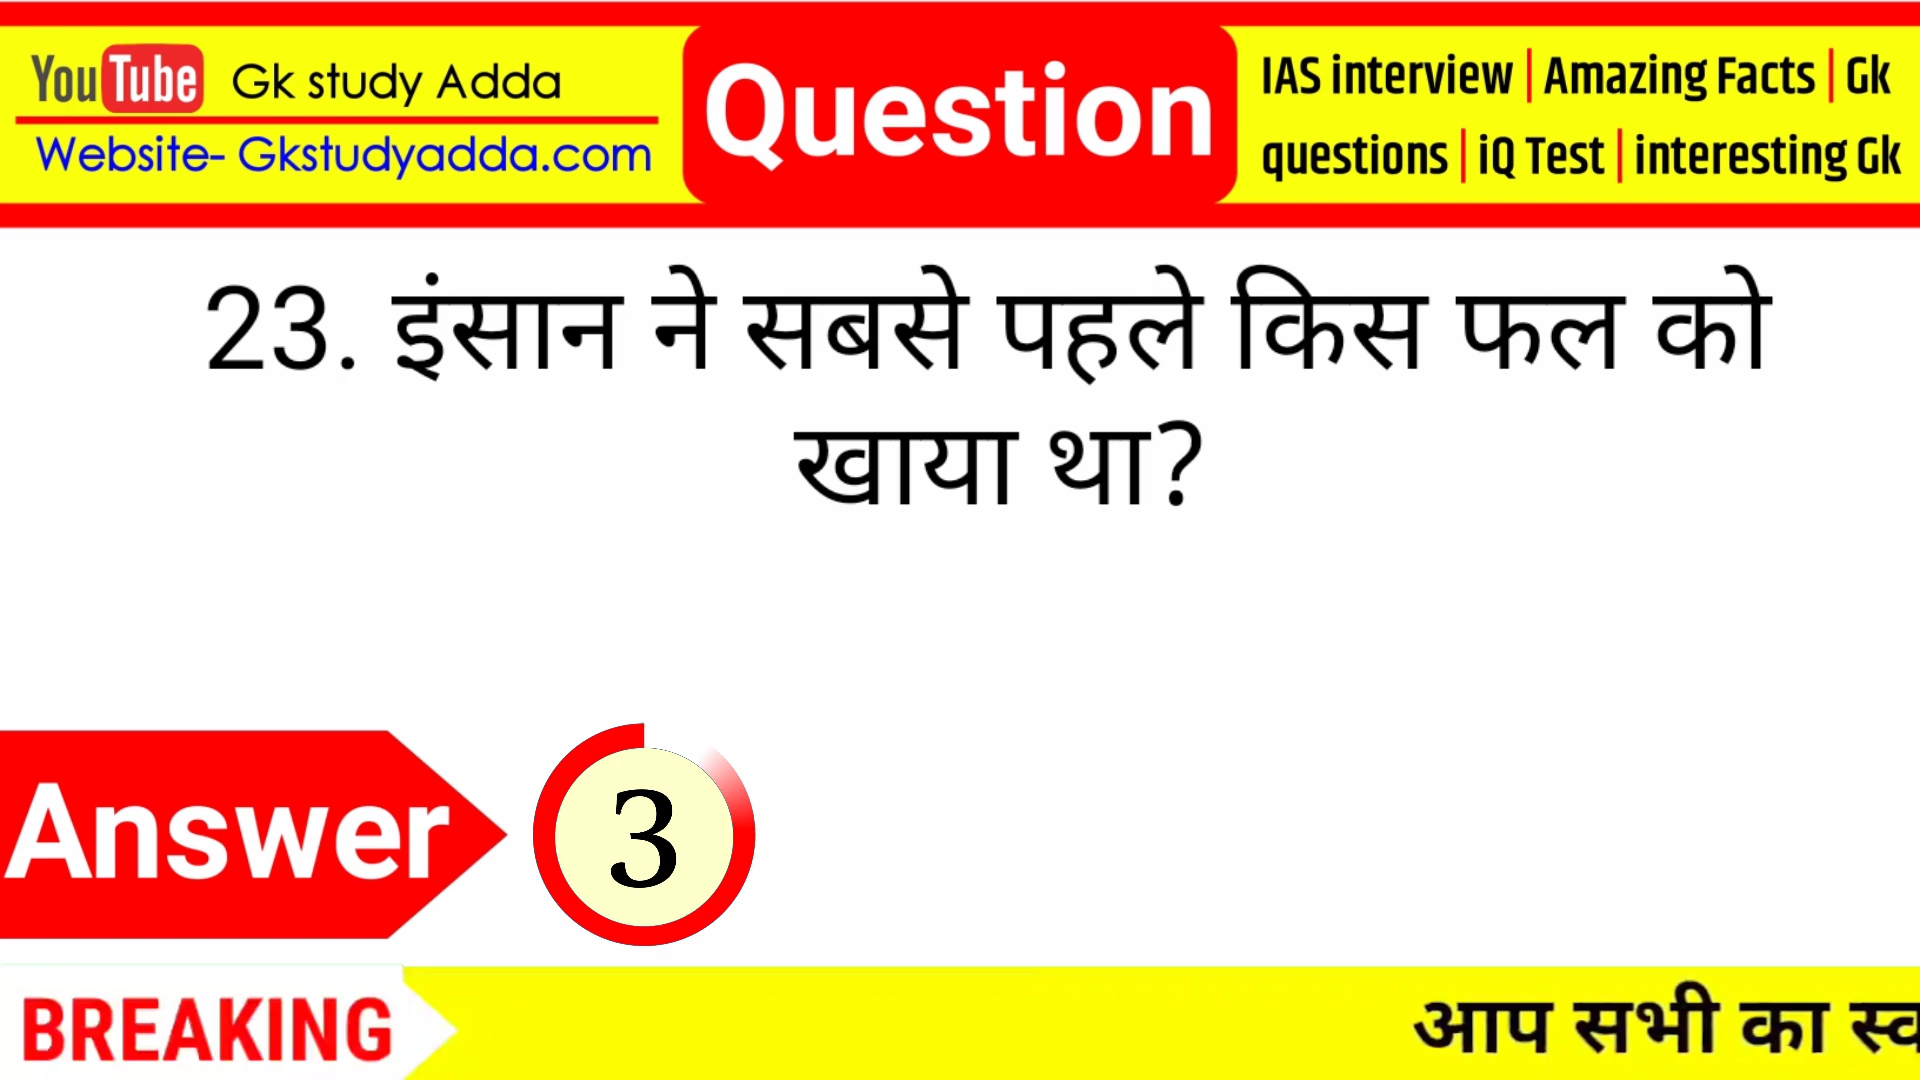 YouTube Gk study Adda
Website- Gkstudyadda.com
Question
IAS interview | Amazing Facts | Gk
questions | iQ Test | interesting Gk
23. इंसान ने सबसे पहले किस फल को
खाया था?
Answer
3
BREAKING
आप सभी का